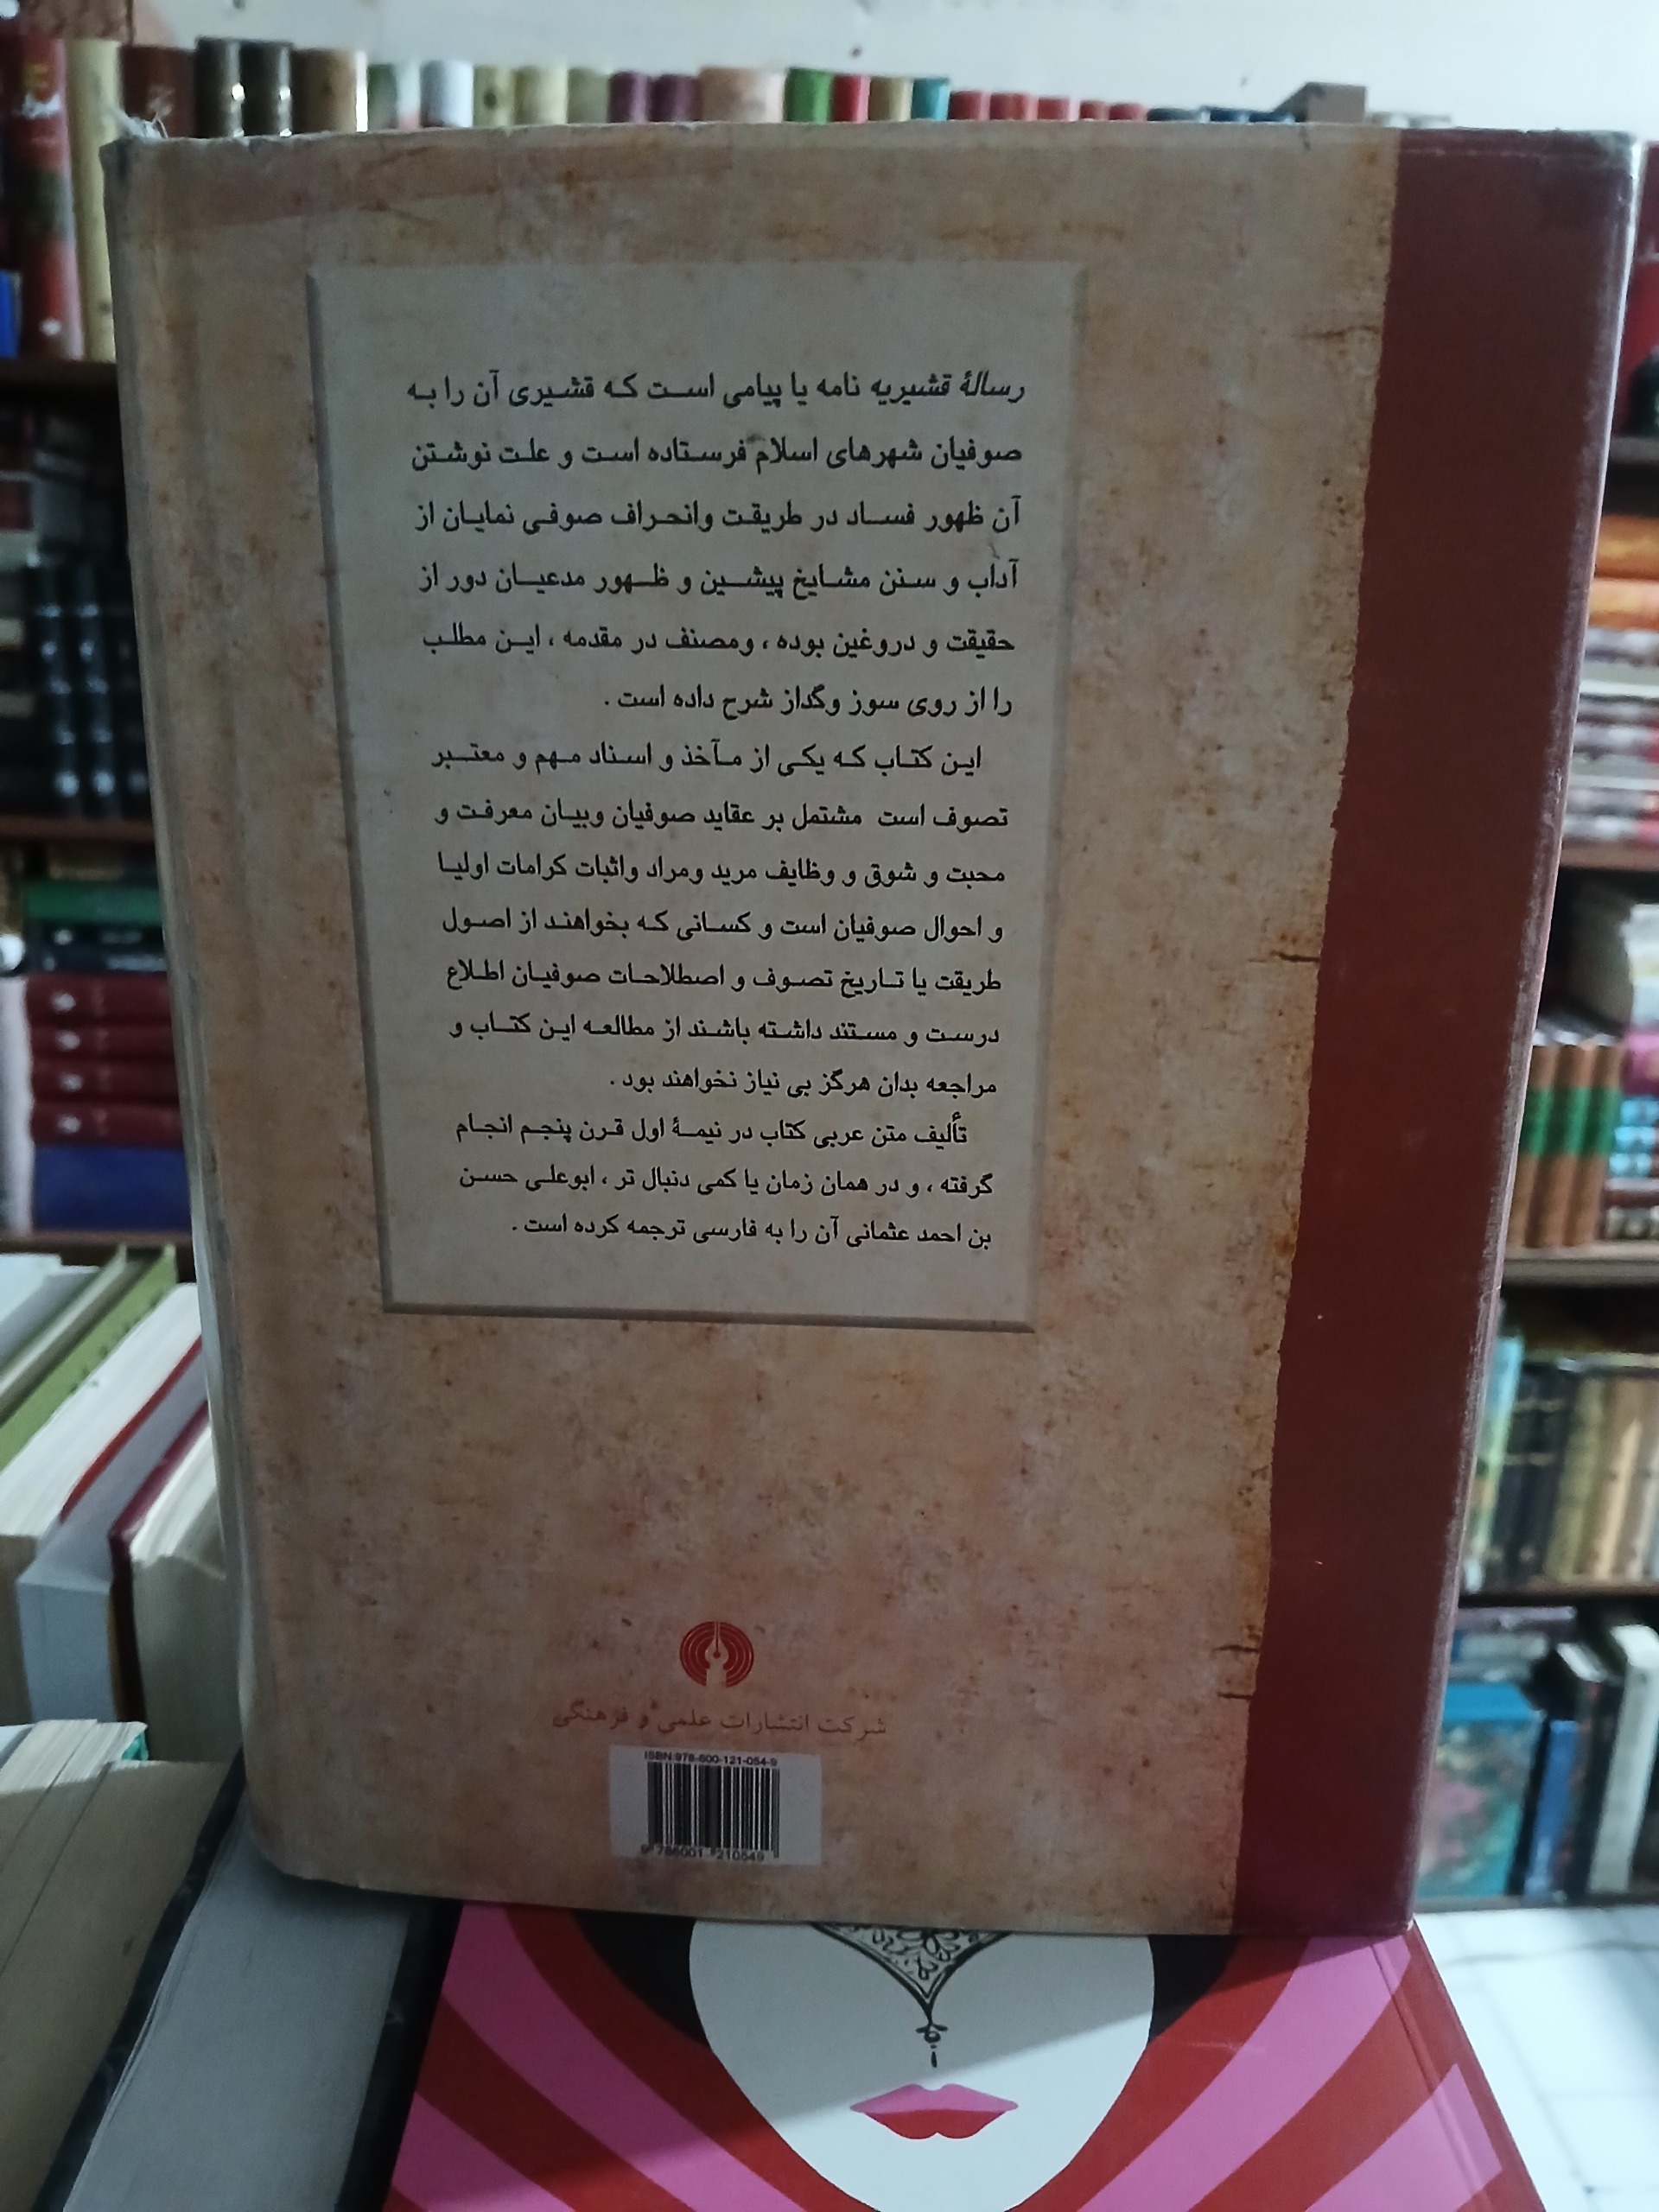 رسالهٔ قشیریه نامه یا پیامی است که قشیری آن را به
صوفیان شهرهای اسلام فرستاده است و علت نوشتن
آن ظهور فساد در طریقت وانحراف صوفی نمایان از
آداب و سنن مشایخ پیشین و ظهور مدعیان دور از
حقیقت و دروغین بوده ، ومصنف در مقدمه ، این مطلب
را از روی سوز وگداز شرح داده است .
این کتاب که یکی از مآخذ و اسناد مهم و معتبر
تصوف است مشتمل بر عقاید صوفیان وبیان معرفت و
محبت و شوق و وظایف مرید ومراد واثبات کرامات اولیا
و احوال صوفیان است و کسانی که بخواهند از اصول
طریقت یا تاریخ تصوف و اصطلاحات صوفیان اطلاع
درست و مستند داشته باشند از مطالعه این کتاب و
مراجعه بدان هرگز بی نیاز نخواهند بود .
تألیف متن عربی کتاب در نیمهٔ اول قرن پنجم انجام
گرفته ، و در همان زمان یا کمی دنبال تر ، ابوعلی حسن
بن احمد عثمانی آن را به فارسی ترجمه کرده است .
شرکت انتشارات علمی و فرهنگی
ISBN:978-600-121-054-9
9 786001 210549